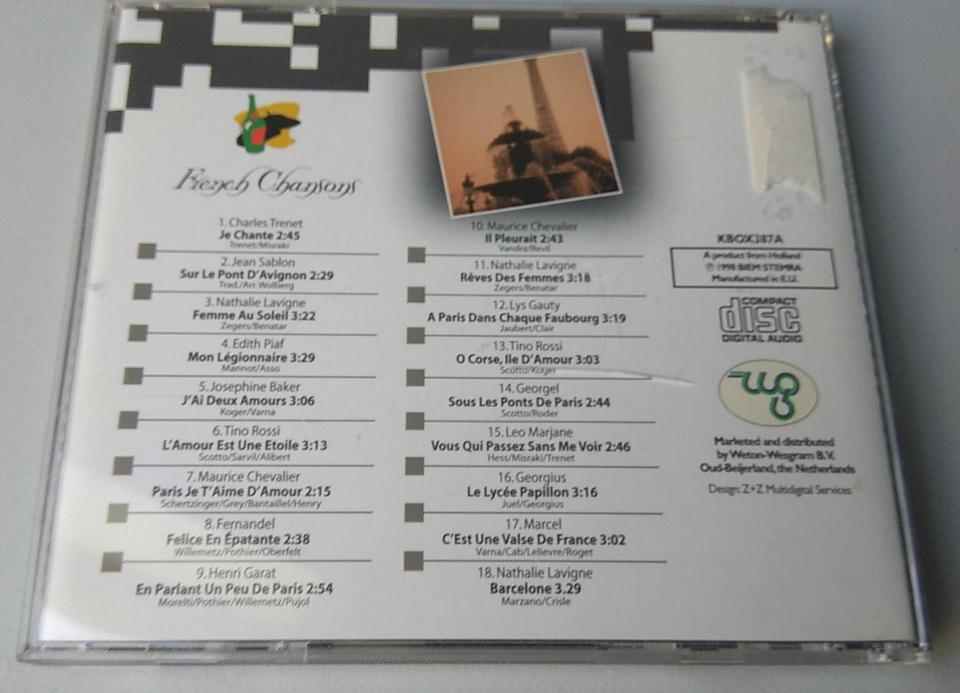 French Chansons
1. Charles Trenet
Je Chante 2:45
Trenet/Misraki
2. Jean Sablon
Sur Le Pont D'Avignon 2:29
Trad./Arr. Wolberg
3. Nathalie Lavigne
Femme Au Soleil 3:22
Zegers/Benatar
4. Edith Piaf
Mon Légionnaire 3:29
Mannot/Asso
5. Josephine Baker
J'Ai Deux Amours 3:06
Koger/Varna
6. Tino Rossi
L'Amour Est Une Etoile 3:13
Scotto/Sarvil/Alibert
7. Maurice Chevalier
Paris Je T'Aime D'Amour 2:15
Schertzinger/Grey/Bantaillel/Henry
8. Fernandel
Felice En Épatante 2:38
Willemetz/Pothier/Oberfelt
9. Henri Garat
En Parlant Un Peu De Paris 2:54
Moretti/Pothier/Willemetz/Pujol
10. Maurice Chevalier
Il Pleurait 2:43
Vandra/Revil
11. Nathalie Lavigne
Rêves Des Femmes 3:18
Zegers/Benatar
12. Lys Gauty
A Paris Dans Chaque Faubourg 3:19
Jaubert/Clair
13. Tino Rossi
O Corse, Ile D'Amour 3:03
Scotto/Koger
14. Georgel
Sous Les Ponts De Paris 2:44
Scotto/Roder
15. Leo Marjane
Vous Qui Passez Sans Me Voir 2:46
Hess/Misraki/Trenet
16. Georgius
Le Lycée Papillon 3:16
Juel/Georgius
17. Marcel
C'Est Une Valse De France 3:02
Varna/Cab/Lelievre/Roget
18. Nathalie Lavigne
Barcelone 3.29
Marzano/Crisle
KBOX387A
A product from Holland
℗ 1998 BIEM/STEMRA
Manufactured in E.U.
COMPACT
disc
DIGITAL AUDIO
Marketed and distributed
by Weton-Wesgram B.V.
Oud-Beijerland, the Netherlands
Design: Z+Z Multidigital Services